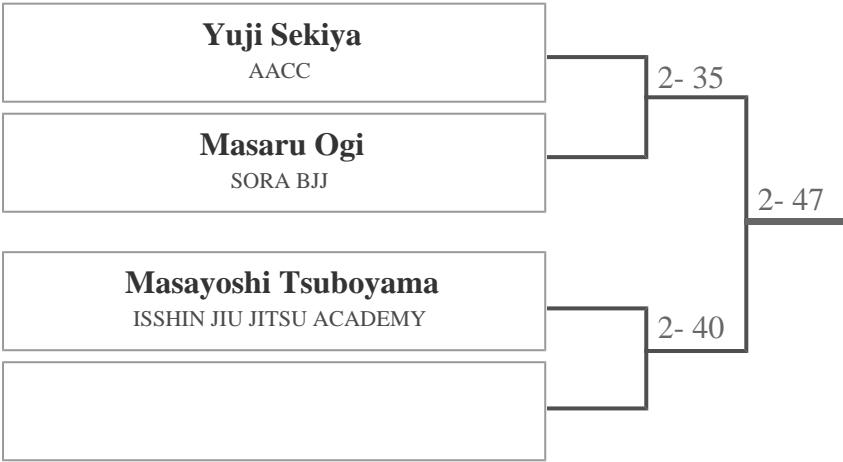 Yuji Sekiya
AACC
2- 35
Masaru Ogi
SORA BJJ
2- 47
Masayoshi Tsuboyama
ISSHIN JIU JITSU ACADEMY
2- 40